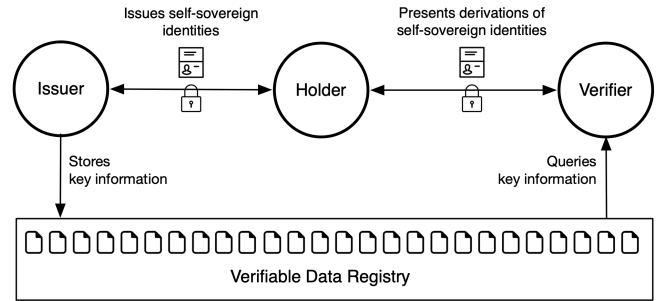 Issues self-sovereign
identities
Presents derivations of
self-sovereign identities
Issuer
Holder
Verifier
Stores
key information
Queries
key information
Verifiable Data Registry